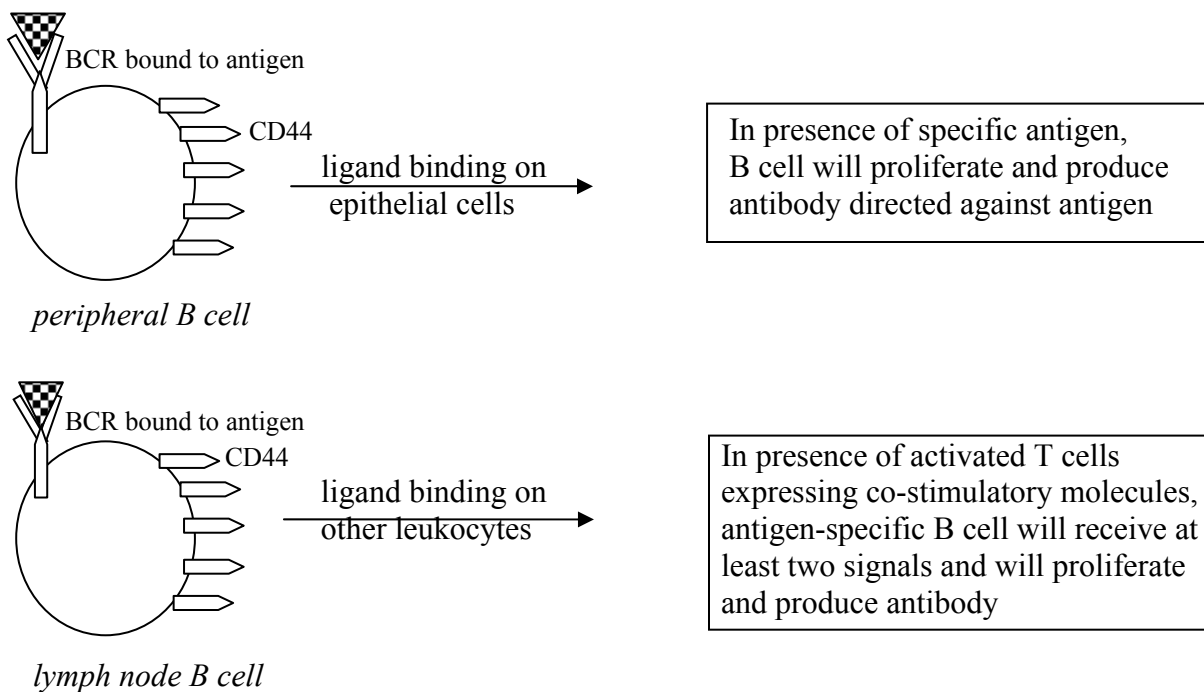 BCR bound to antigen
CD44
ligand binding on
epithelial cells
In presence of specific antigen,
B cell will proliferate and produce
antibody directed against antigen
peripheral B cell
BCR bound to antigen
CD44
ligand binding on
other leukocytes
In presence of activated T cells
expressing co-stimulatory molecules,
antigen-specific B cell will receive at
least two signals and will proliferate
and produce antibody
lymph node B cell